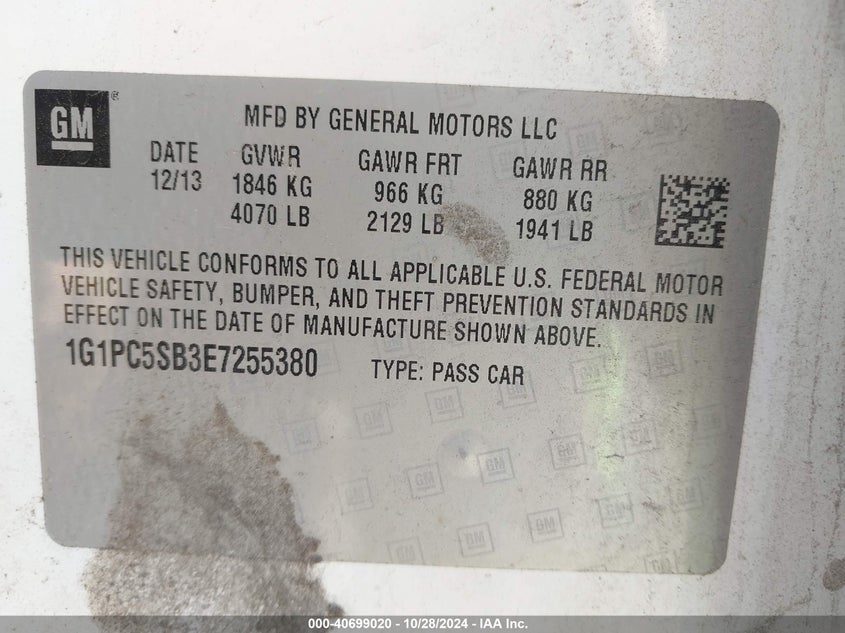 GM
MFD BY GENERAL MOTORS LLC
DATE GVWR GAWR FRT GAWR RR
12/13 1846 KG 966 KG 880 KG
4070 LB 2129 LB 1941 LB
THIS VEHICLE CONFORMS TO ALL APPLICABLE U.S. FEDERAL MOTOR
VEHICLE SAFETY, BUMPER, AND THEFT PREVENTION STANDARDS IN
EFFECT ON THE DATE OF MANUFACTURE SHOWN ABOVE.
1G1PC5SB3E7255380 TYPE: PASS CAR
000-40699020 - 10/28/2024 - IAA Inc.